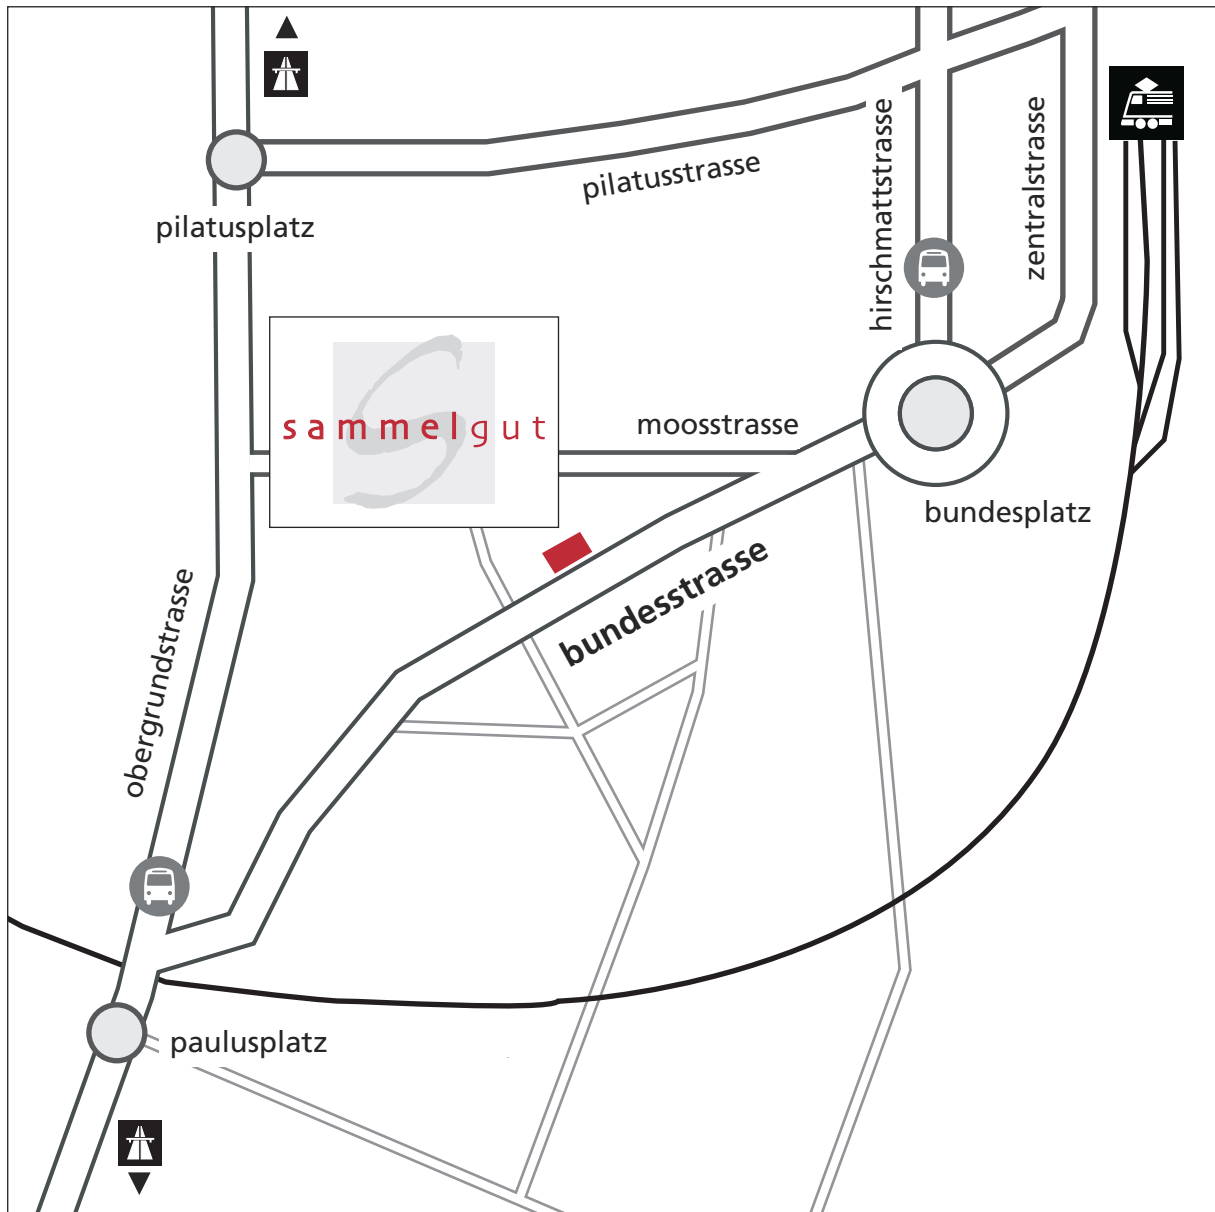 pilatusstrasse
hirschmattstrasse
zentralstrasse
pilatusplatz
sammelgut
moosstrasse
bundesplatz
bundesstrasse
obergrundstrasse
paulusplatz